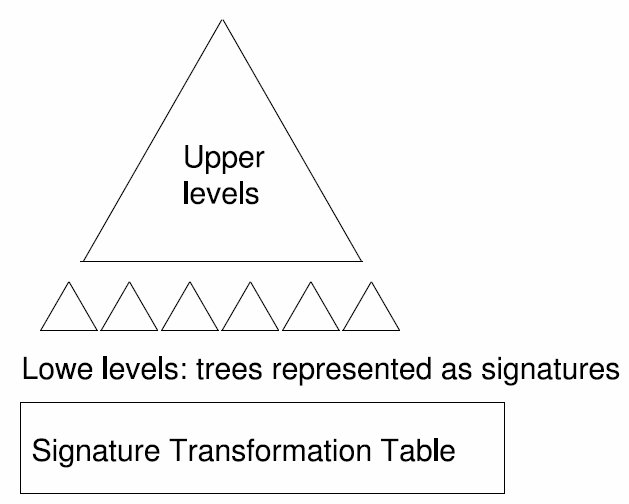 Upper
levels
Lowe levels: trees represented as signatures
Signature Transformation Table